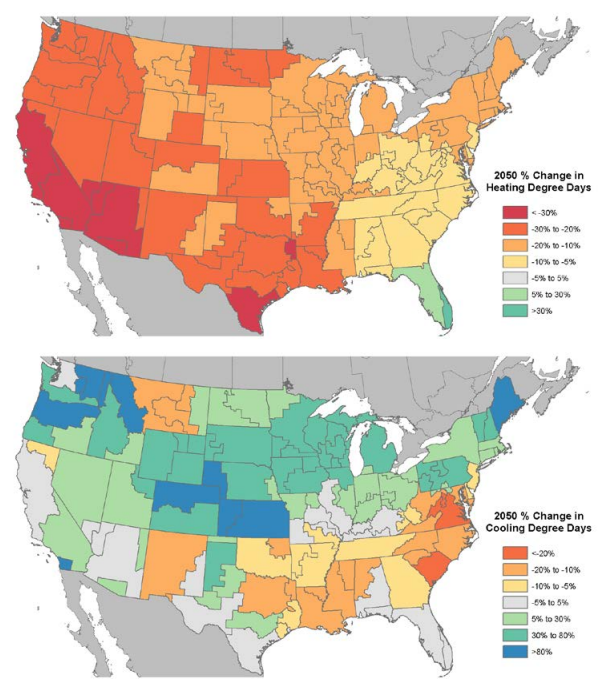 2050 % Change in
Heating Degree Days
< -30%
-30% to -20%
-20% to -10%
-10% to -5%
-5% to 5%
5% to 30%
>30%
2050 % Change in
Cooling Degree Days
<-20%
-20% to -10%
-10% to -5%
-5% to 5%
5% to 30%
30% to 80%
>80%